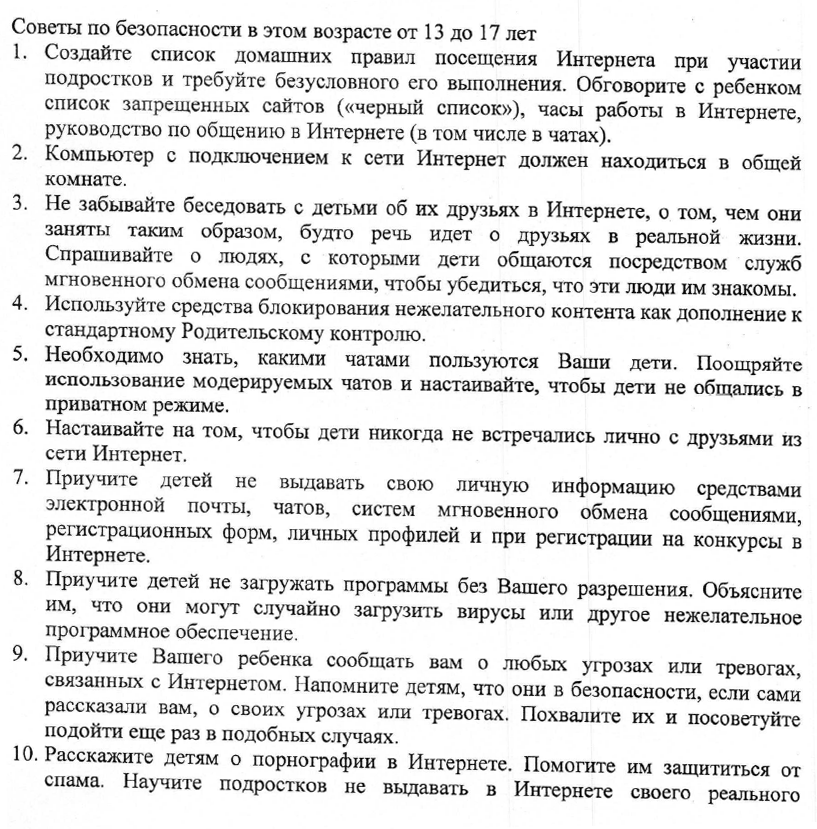 Советы по безопасности в этом возрасте от 13 до 17 лет
1. Создайте список домашних правил посещения Интернета при участии
подростков и требуйте безусловного его выполнения. Обговорите с ребенком
список запрещенных сайтов («черный список»), часы работы в Интернете,
руководство по общению в Интернете (в том числе в чатах).
2. Компьютер с подключением к сети Интернет должен находиться в общей
комнате.
3. Не забывайте беседовать с детьми об их друзьях в Интернете, о том, чем они
заняты таким образом, будто речь идет о друзьях в реальной жизни.
Спрашивайте о людях, с которыми дети общаются посредством служб
мгновенного обмена сообщениями, чтобы убедиться, что эти люди им знакомы.
4. Используйте средства блокирования нежелательного контента как дополнение к
стандартному Родительскому контролю.
5. Необходимо знать, какими чатами пользуются Ваши дети. Поощряйте
использование модерируемых чатов и настаивайте, чтобы дети не общались в
приватном режиме.
6. Настаивайте на том, чтобы дети никогда не встречались лично с друзьями из
сети Интернет.
7. Приучите детей не выдавать свою личную информацию средствами
электронной почты, чатов, систем мгновенного обмена сообщениями,
регистрационных форм, личных профилей и при регистрации на конкурсы в
Интернете.
8. Приучите детей не загружать программы без Вашего разрешения. Объясните
им, что они могут случайно загрузить вирусы или другое нежелательное
программное обеспечение.
9. Приучите Вашего ребенка сообщать вам о любых угрозах или тревогах,
связанных с Интернетом. Напомните детям, что они в безопасности, если сами
рассказали вам, о своих угрозах или тревогах. Похвалите их и посоветуйте
подойти еще раз в подобных случаях.
10. Расскажите детям о порнографии в Интернете. Помогите им защититься от
спама. Научите подростков не выдавать в Интернете своего реального